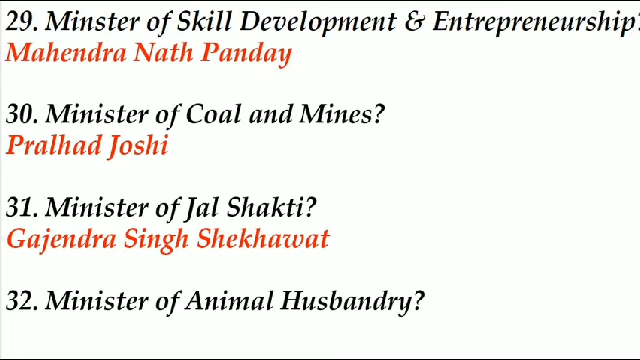 29. Minster of Skill Development & Entrepreneurship?
Mahendra Nath Panday
30. Minister of Coal and Mines?
Pralhad Joshi
31. Minister of Jal Shakti?
Gajendra Singh Shekhawat
32. Minister of Animal Husbandry?